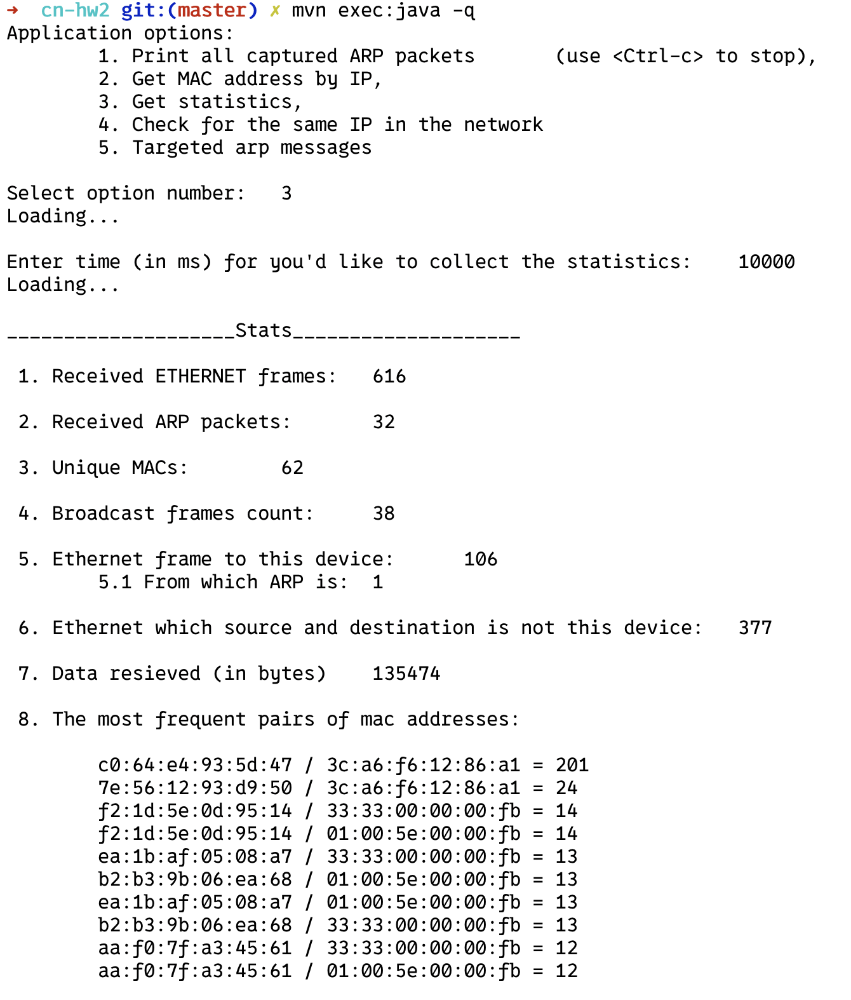 ➜ cn-hw2 git:(master) ✗ mvn exec:java -q
Application options:
1. Print all captured ARP packets (use <Ctrl-c> to stop),
2. Get MAC address by IP,
3. Get statistics,
4. Check for the same IP in the network
5. Targeted arp messages
Select option number: 3
Loading...
Enter time (in ms) for you'd like to collect the statistics: 10000
Loading...
____________________Stats____________________
1. Received ETHERNET frames: 616
2. Received ARP packets: 32
3. Unique MACs: 62
4. Broadcast frames count: 38
5. Ethernet frame to this device: 106
5.1 From which ARP is: 1
6. Ethernet which source and destination is not this device: 377
7. Data resieved (in bytes) 135474
8. The most frequent pairs of mac addresses:
c0:64:e4:93:5d:47 / 3c:a6:f6:12:86:a1 = 201
7e:56:12:93:d9:50 / 3c:a6:f6:12:86:a1 = 24
f2:1d:5e:0d:95:14 / 33:33:00:00:00:fb = 14
f2:1d:5e:0d:95:14 / 01:00:5e:00:00:fb = 14
ea:1b:af:05:08:a7 / 33:33:00:00:00:fb = 13
b2:b3:9b:06:ea:68 / 01:00:5e:00:00:fb = 13
ea:1b:af:05:08:a7 / 01:00:5e:00:00:fb = 13
b2:b3:9b:06:ea:68 / 33:33:00:00:00:fb = 13
aa:f0:7f:a3:45:61 / 33:33:00:00:00:fb = 12
aa:f0:7f:a3:45:61 / 01:00:5e:00:00:fb = 12